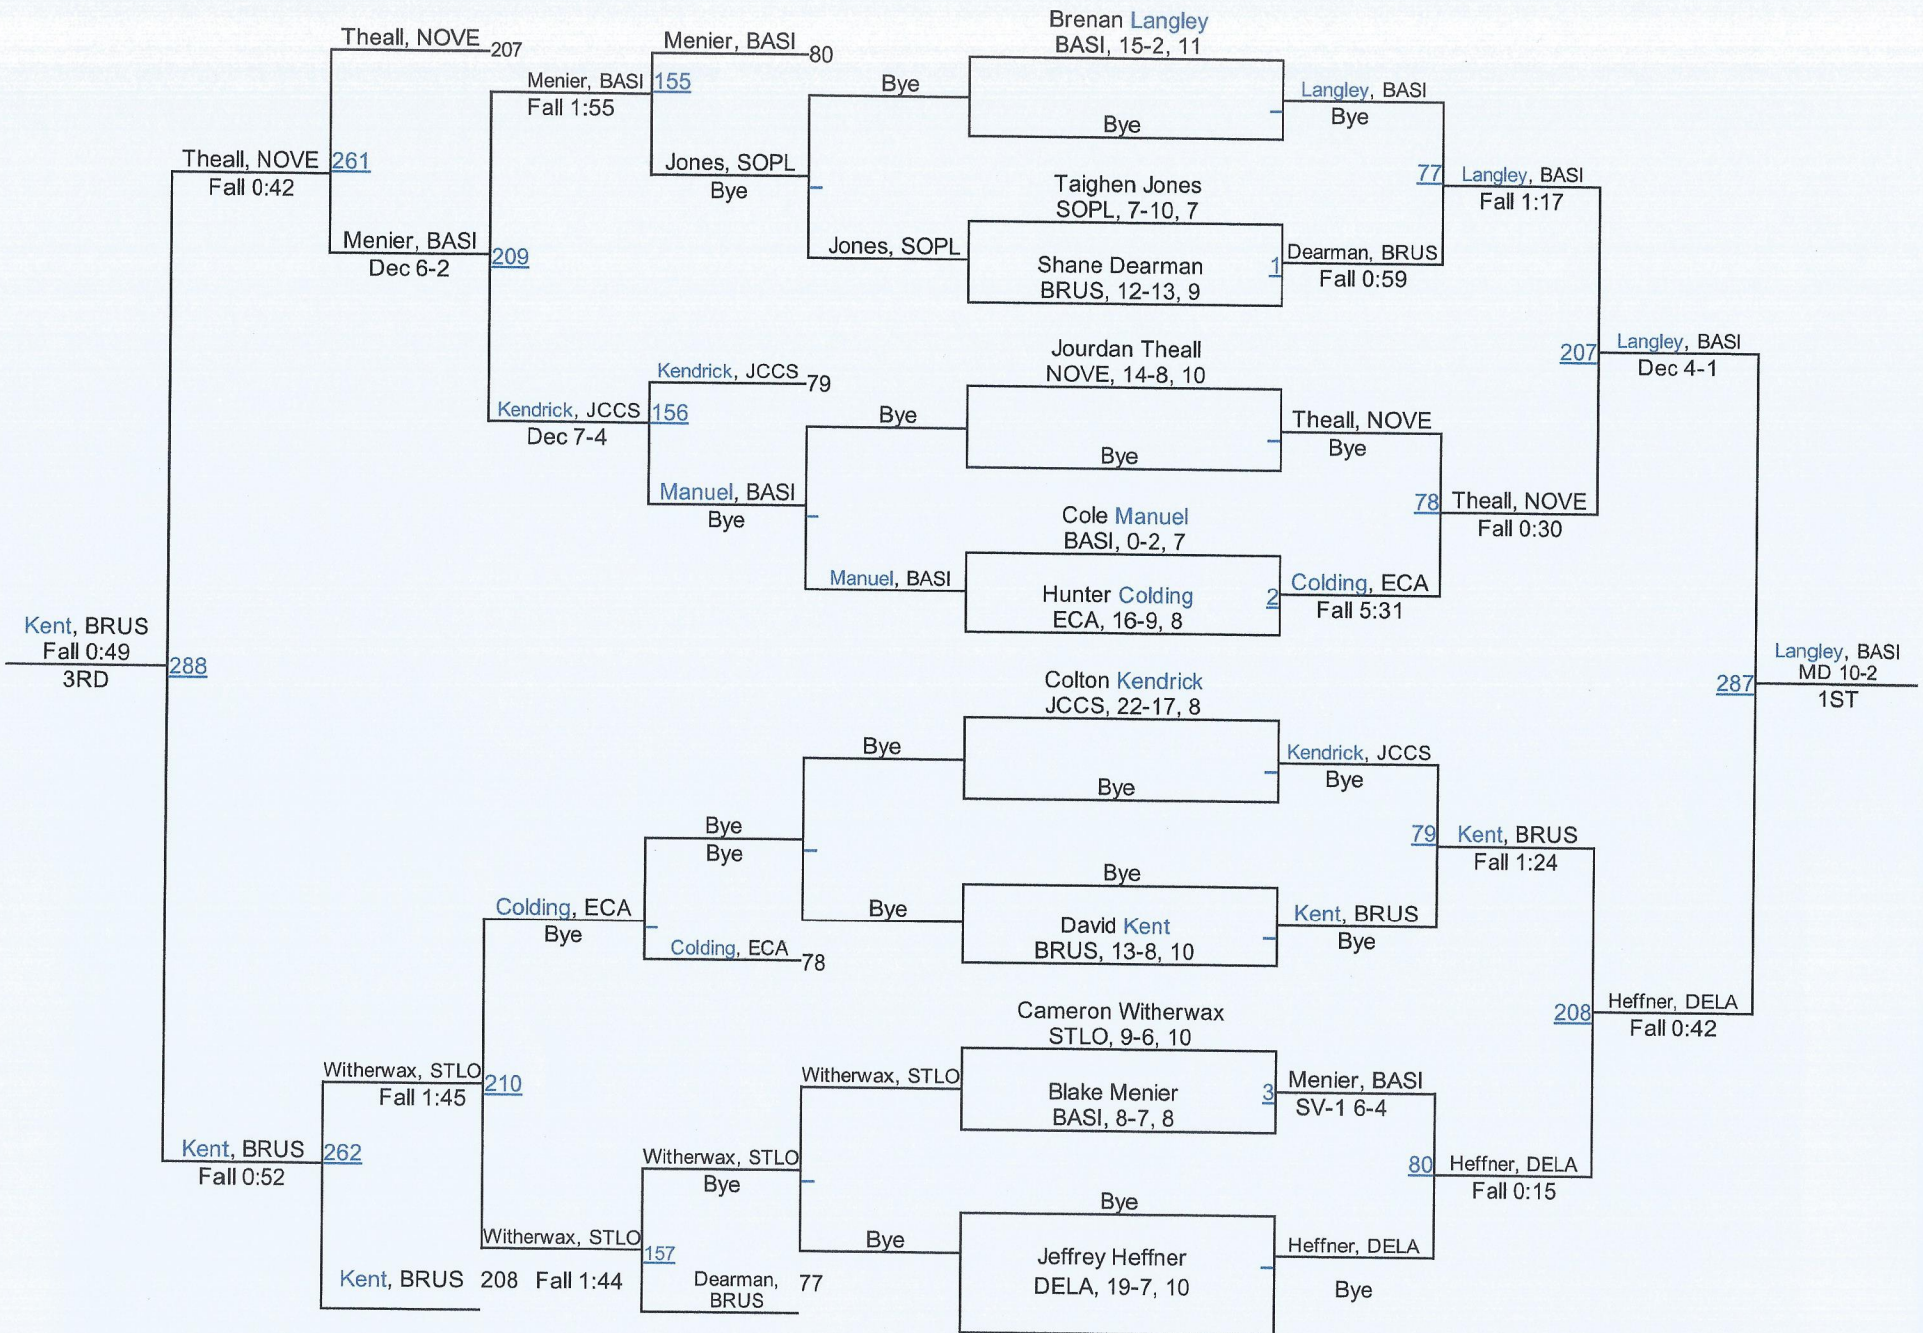 Brenan Langley
BASI, 15-2, 11
Theall, NOVE
207
Menier, BASI
80
Menier, BASI
155
Fall 1:55
Bye
Bye
Langley, BASI
Bye
Theall, NOVE
261
Fall 0:42
Jones, SOPL
Bye
Taighen Jones
SOPL, 7-10, 7
77
Langley, BASI
Fall 1:17
Menier, BASI
209
Dec 6-2
Jones, SOPL
Shane Dearman
BRUS, 12-13, 9
1
Dearman, BRUS
Fall 0:59
Jourdan Theall
NOVE, 14-8, 10
207
Langley, BASI
Dec 4-1
Kendrick, JCCS
79
Kendrick, JCCS
156
Dec 7-4
Bye
Bye
Theall, NOVE
Bye
Manuel, BASI
Bye
Cole Manuel
BASI, 0-2, 7
78
Theall, NOVE
Fall 0:30
Manuel, BASI
Hunter Colding
ECA, 16-9, 8
2
Colding, ECA
Fall 5:31
Kent, BRUS
Fall 0:49
288
3RD
Colton Kendrick
JCCS, 22-17, 8
Langley, BASI
287
MD 10-2
1ST
Bye
Bye
Kendrick, JCCS
Bye
Bye
Bye
79
Kent, BRUS
Fall 1:24
Bye
Colding, ECA
Bye
Colding, ECA
78
Bye
David Kent
BRUS, 13-8, 10
Kent, BRUS
Bye
Cameron Witherwax
STLO, 9-6, 10
208
Heffner, DELA
Fall 0:42
Witherwax, STLO
210
Fall 1:45
Witherwax, STLO
Blake Menier
BASI, 8-7, 8
3
Menier, BASI
SV-1 6-4
Kent, BRUS
262
Fall 0:52
Witherwax, STLO
Bye
80
Heffner, DELA
Fall 0:15
Bye
Witherwax, STLO
157
Bye
Jeffrey Heffner
DELA, 19-7, 10
Heffner, DELA
Bye
Kent, BRUS 208 Fall 1:44
Dearman,
BRUS
77